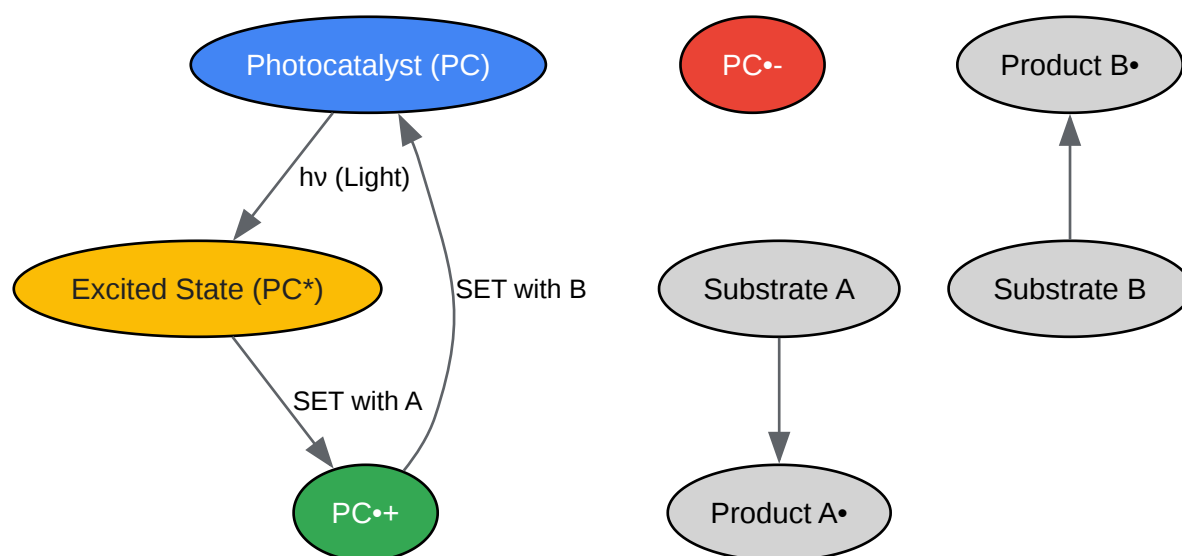 Photocatalyst (PC)
PC•-
Product B•
hν (Light)
Excited State (PC*)
SET with B
Substrate A
Substrate B
SET with A
PC•+
Product A•